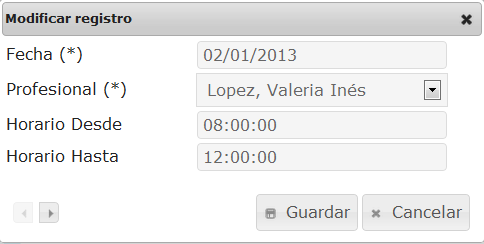 Modificar registro
Fecha (*) 02/01/2013
Profesional (*) Lopez, Valeria Inés
Horario Desde 08:00:00
Horario Hasta 12:00:00
Guardar Cancelar